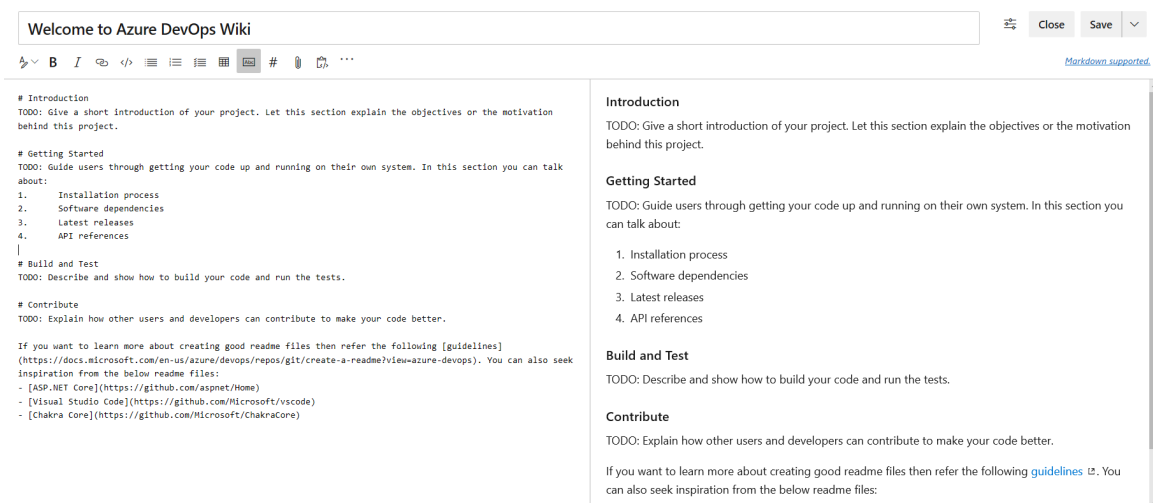 Welcome to Azure DevOps Wiki
Close
Save
B I </> Abc #
Markdown supported.
# Introduction
TODO: Give a short introduction of your project. Let this section explain the objectives or the motivation
behind this project.
# Getting Started
TODO: Guide users through getting your code up and running on their own system. In this section you can talk
about:
1. Installation process
2. Software dependencies
3. Latest releases
4. API references
# Build and Test
TODO: Describe and show how to build your code and run the tests.
# Contribute
TODO: Explain how other users and developers can contribute to make your code better.
If you want to learn more about creating good readme files then refer the following [guidelines]
(https://docs.microsoft.com/en-us/azure/devops/repos/git/create-a-readme?view=azure-devops). You can also seek
inspiration from the below readme files:
- [ASP.NET Core](https://github.com/aspnet/Home)
- [Visual Studio Code](https://github.com/Microsoft/vscode)
- [Chakra Core](https://github.com/Microsoft/ChakraCore)
Introduction
TODO: Give a short introduction of your project. Let this section explain the objectives or the motivation
behind this project.
Getting Started
TODO: Guide users through getting your code up and running on their own system. In this section you
can talk about:
1. Installation process
2. Software dependencies
3. Latest releases
4. API references
Build and Test
TODO: Describe and show how to build your code and run the tests.
Contribute
TODO: Explain how other users and developers can contribute to make your code better.
If you want to learn more about creating good readme files then refer the following guidelines. You
can also seek inspiration from the below readme files: